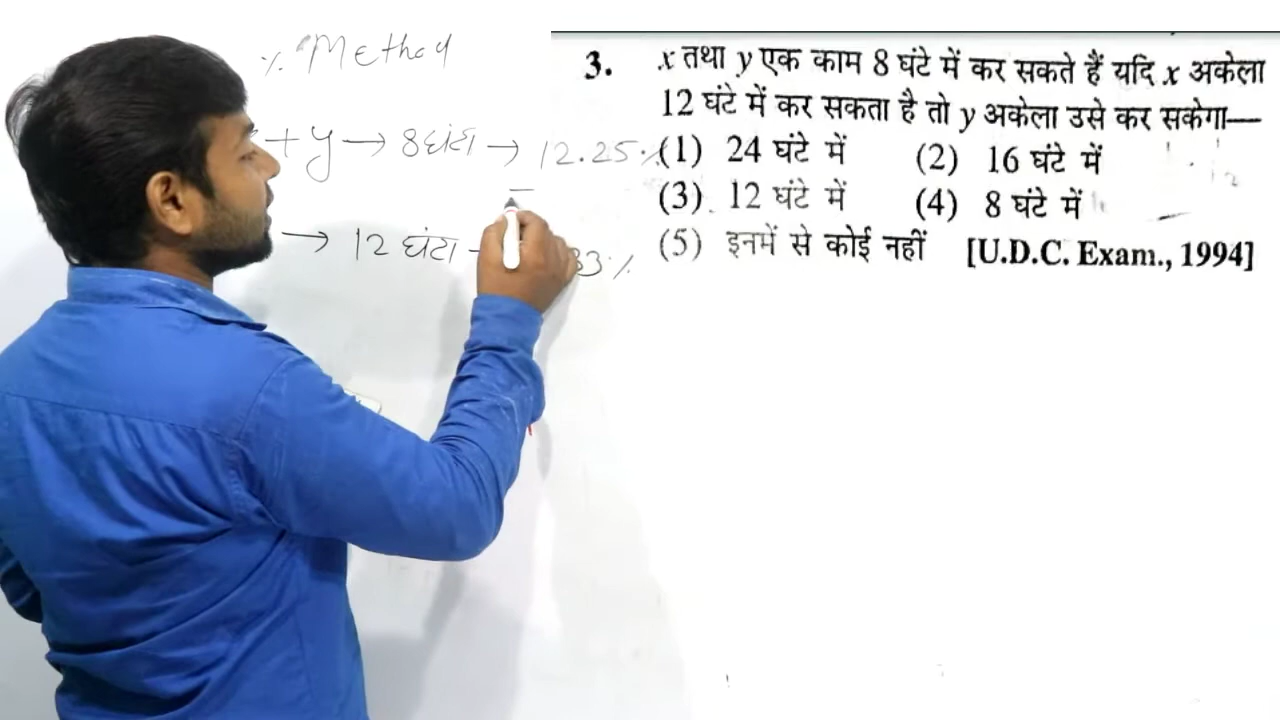 % Method
+ y → 8 घंटा → 12.25 %
→ 12 घंटा → 33 %
3. x तथा y एक काम 8 घंटे में कर सकते हैं यदि x अकेला
12 घंटे में कर सकता है तो y अकेला उसे कर सकेगा—
(1) 24 घंटे में (2) 16 घंटे में
(3) 12 घंटे में (4) 8 घंटे में
(5) इनमें से कोई नहीं [U.D.C. Exam., 1994]